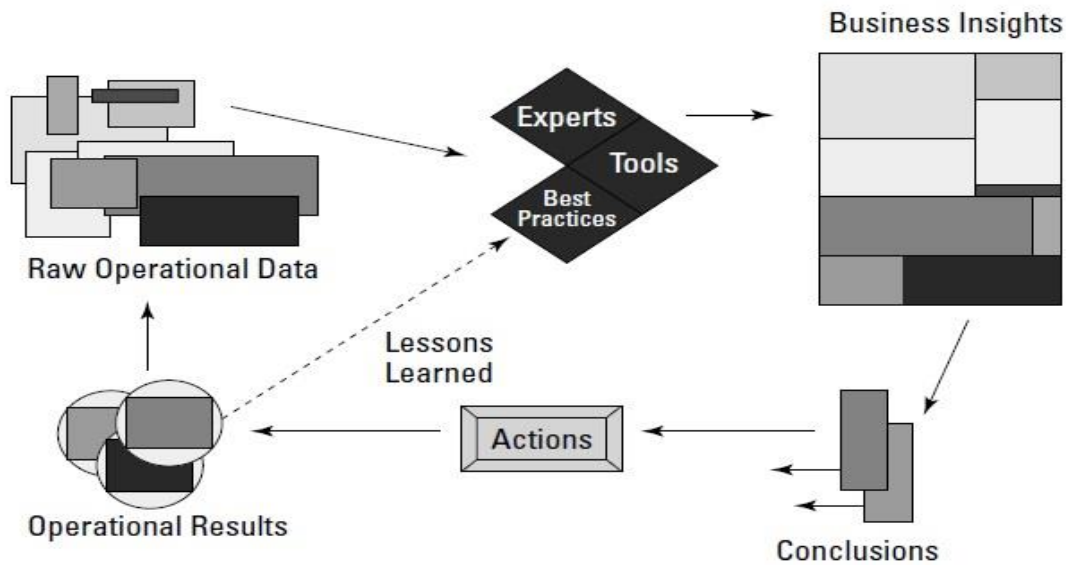 Business Insights
Experts
Tools
Best
Practices
Raw Operational Data
Lessons
Learned
Actions
Operational Results
Conclusions